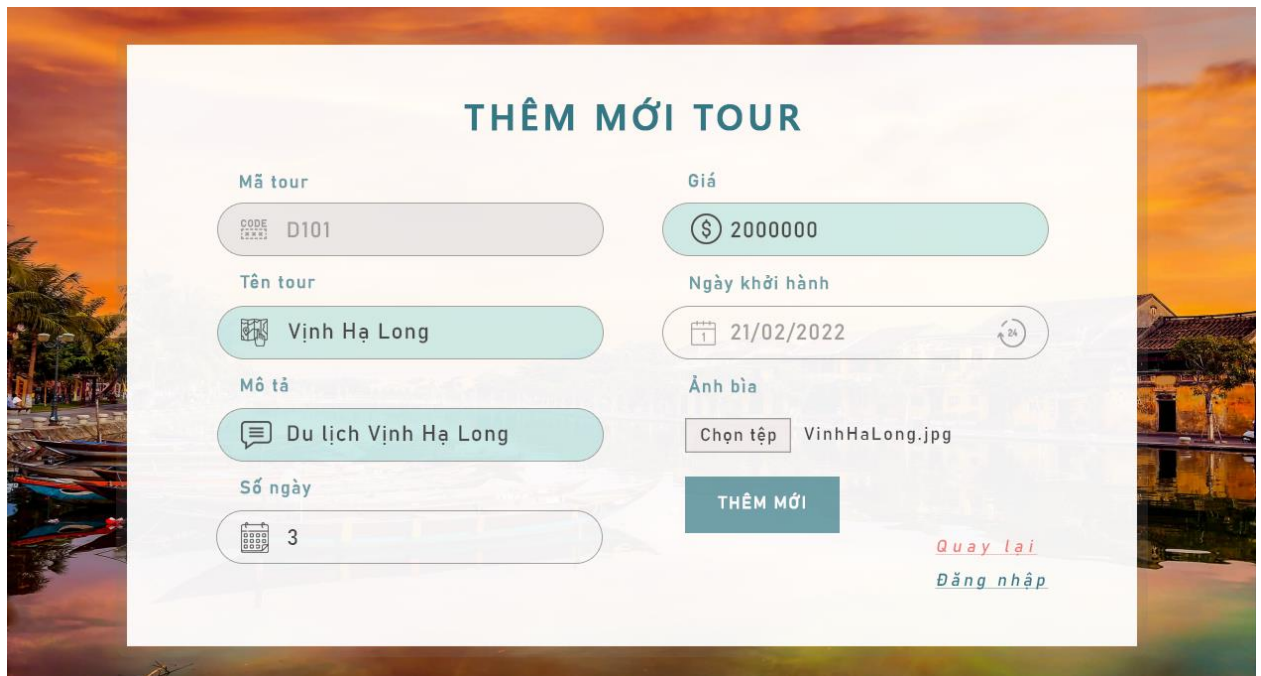 THÊM MỚI TOUR
Mã tour
CODE D101
Tên tour
Vịnh Hạ Long
Mô tả
Du lịch Vịnh Hạ Long
Số ngày
3
Giá
$ 2000000
Ngày khởi hành
1 21/02/2022 24
Ảnh bìa
Chọn tệp VinhHaLong.jpg
THÊM MỚI
Quay lại
Đăng nhập